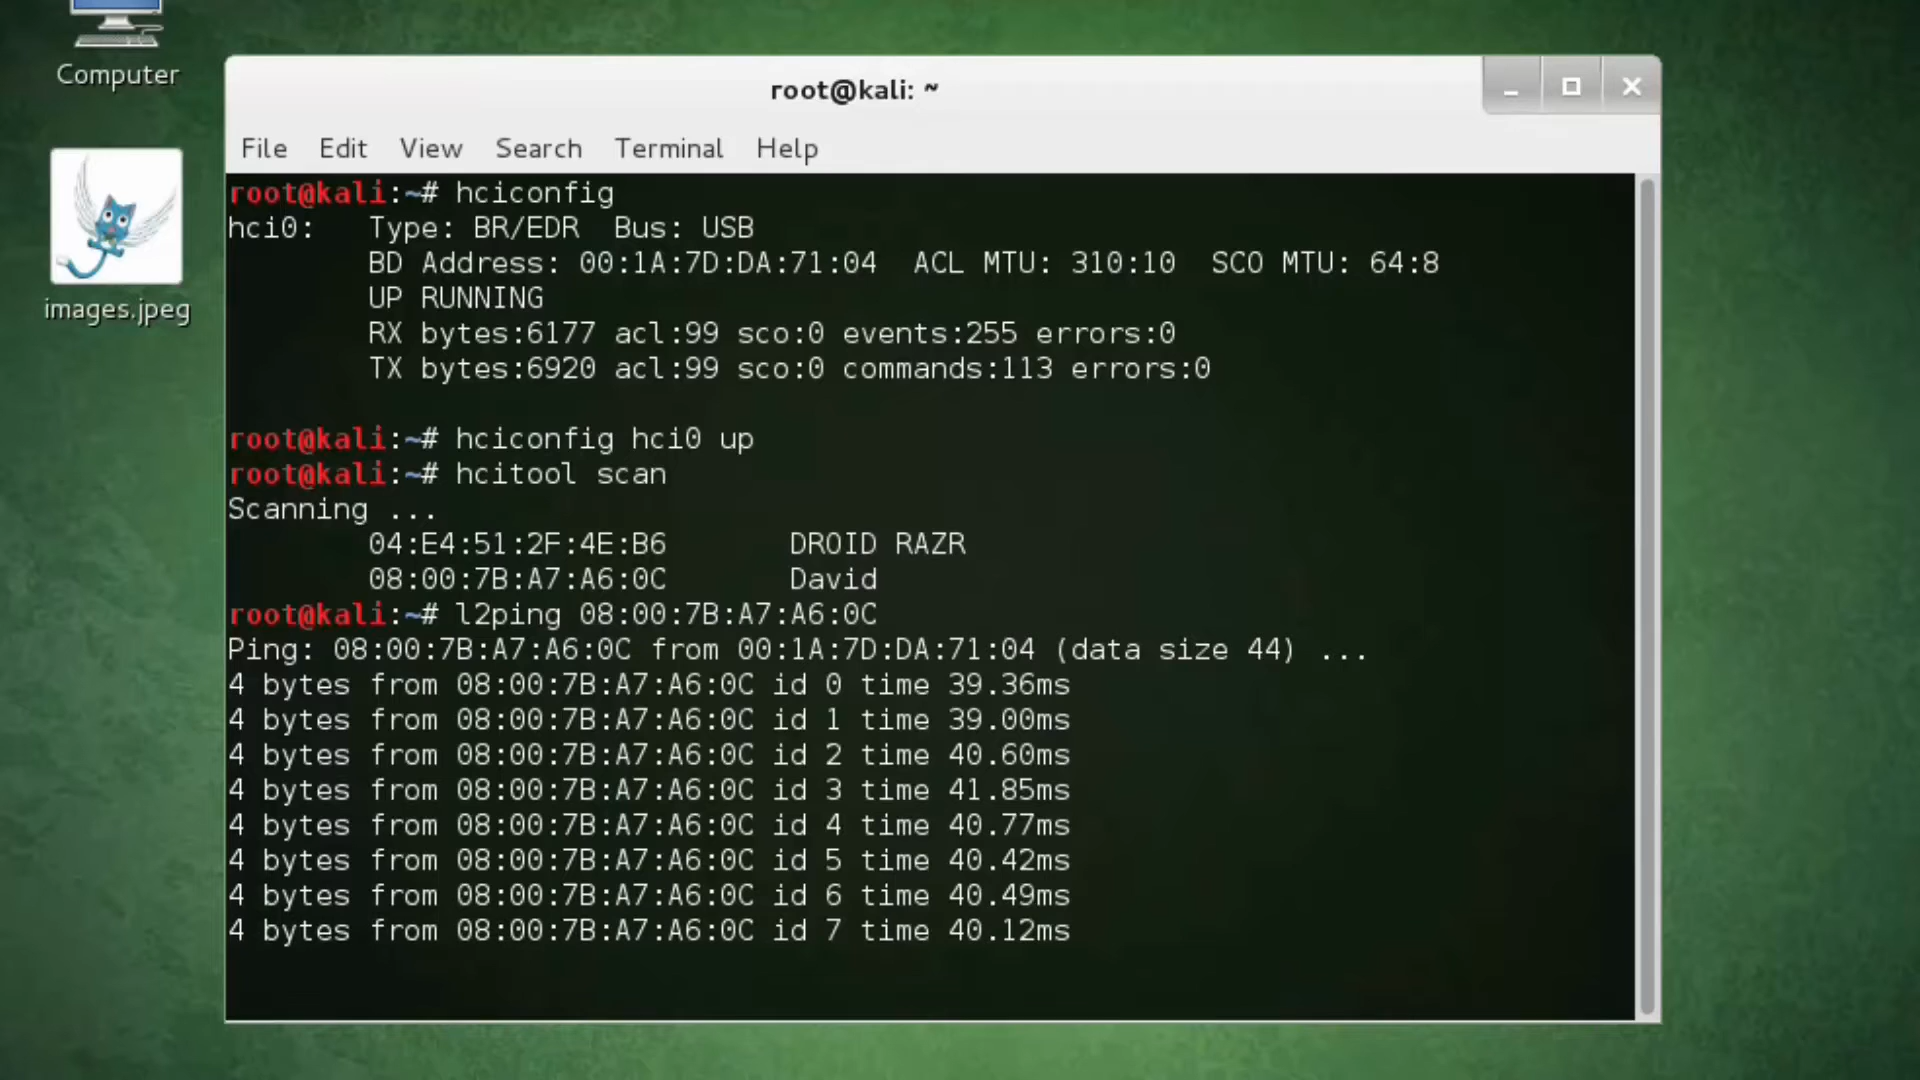 Computer
images.jpeg
root@kali: ~
File Edit View Search Terminal Help
root@kali:~# hciconfig
hci0: Type: BR/EDR Bus: USB
BD Address: 00:1A:7D:DA:71:04 ACL MTU: 310:10 SCO MTU: 64:8
UP RUNNING
RX bytes:6177 acl:99 sco:0 events:255 errors:0
TX bytes:6920 acl:99 sco:0 commands:113 errors:0
root@kali:~# hciconfig hci0 up
root@kali:~# hcitool scan
Scanning ...
04:E4:51:2F:4E:B6 DROID RAZR
08:00:7B:A7:A6:0C David
root@kali:~# l2ping 08:00:7B:A7:A6:0C
Ping: 08:00:7B:A7:A6:0C from 00:1A:7D:DA:71:04 (data size 44) ...
4 bytes from 08:00:7B:A7:A6:0C id 0 time 39.36ms
4 bytes from 08:00:7B:A7:A6:0C id 1 time 39.00ms
4 bytes from 08:00:7B:A7:A6:0C id 2 time 40.60ms
4 bytes from 08:00:7B:A7:A6:0C id 3 time 41.85ms
4 bytes from 08:00:7B:A7:A6:0C id 4 time 40.77ms
4 bytes from 08:00:7B:A7:A6:0C id 5 time 40.42ms
4 bytes from 08:00:7B:A7:A6:0C id 6 time 40.49ms
4 bytes from 08:00:7B:A7:A6:0C id 7 time 40.12ms